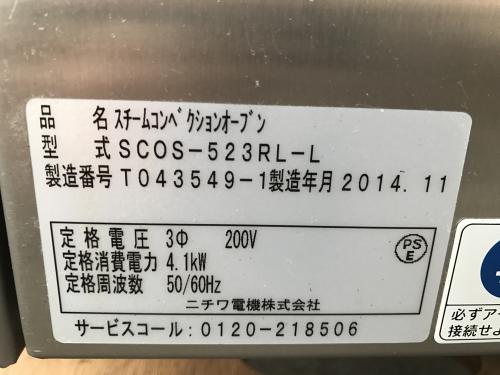 品 名 スチームコンベクションオーブン
型 式 SCOS-523RL-L
製造番号 T043549-1 製造年月 2014.11
定格電圧 3Φ 200V
定格消費電力 4.1kW
定格周波数 50/60Hz
PS
E
ニチワ電機株式会社
サービスコール:0120-218506
必ずアー
接続せよ